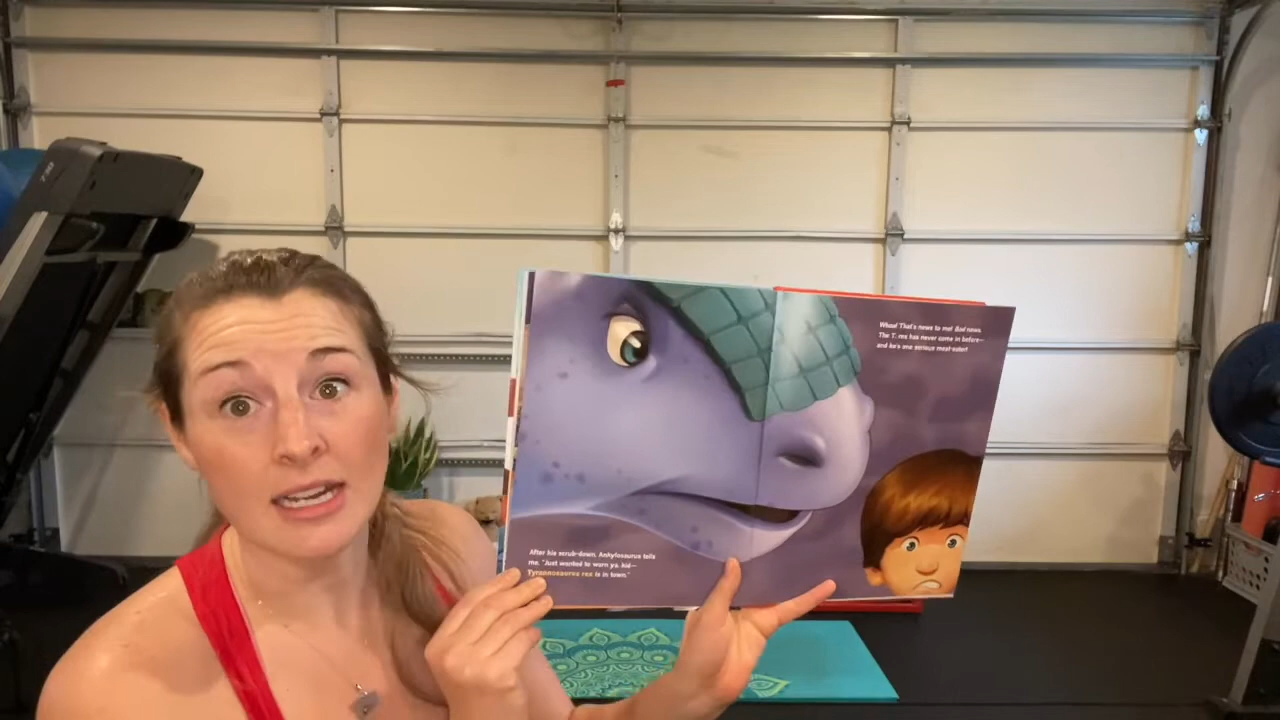 After his scrub-down, Ankylosaurus tells
me, "Just wanted to warn ya, kid—
Tyrannosaurus rex is in town."
Whoa! That's news to me! Bad news.
The T. rex has never come in before—
and he's one serious meat-eater!